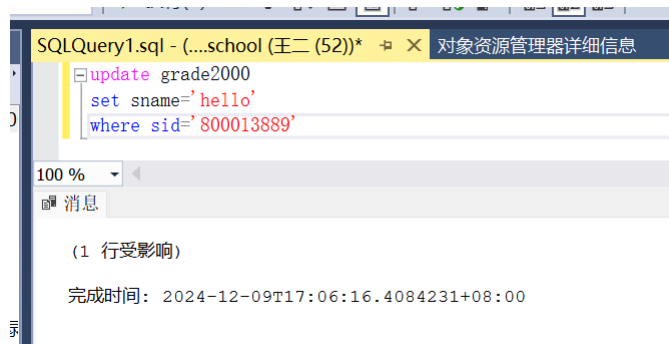 SQLQuery1.sql - (....school (王二 (52))* 对象资源管理器详细信息
update grade2000
set sname='hello'
where sid='800013889'
100 %
消息
(1 行受影响)
完成时间: 2024-12-09T17:06:16.4084231+08:00